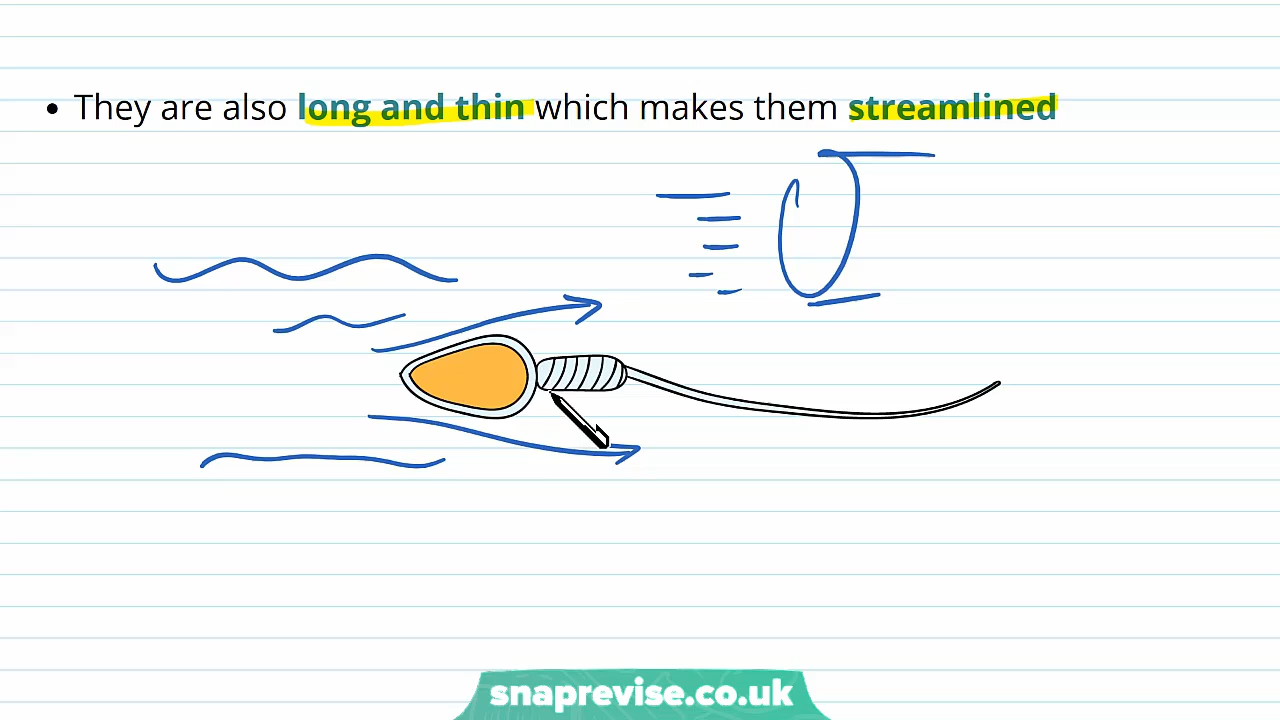 • They are also long and thin which makes them streamlined
snaprevise.co.uk